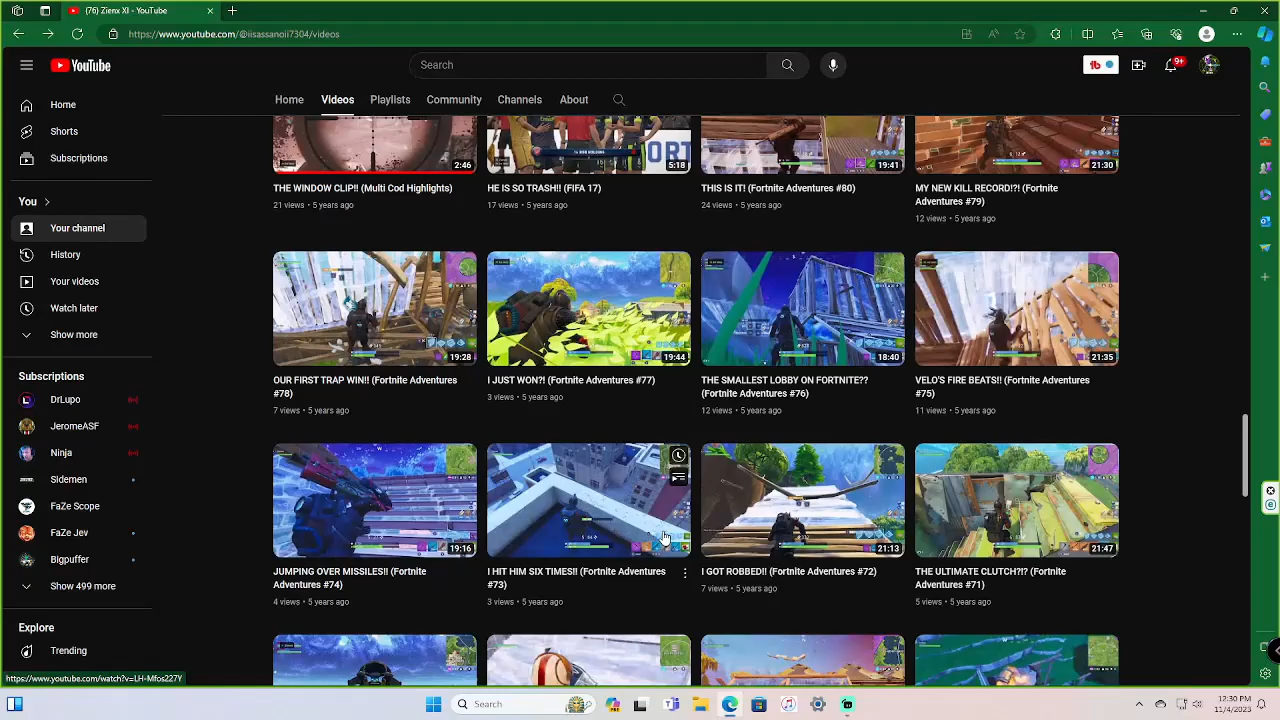 (76) Zienx XI - YouTube
https://www.youtube.com/@iisassanoii7304/videos
YouTube
Search
9+
Home
Videos
Playlists
Community
Channels
About
Home
Shorts
Subscriptions
You
Your channel
History
Your videos
Watch later
Show more
Subscriptions
DrLupo
AwesomeASF
Ninja
Sidemen
FaZe Sway
FaZe Jev
Bigpuffer
Show 499 more
Explore
Trending
2:46
THE WINDOW CLIP!! (Multi Cod Highlights)
21 views • 5 years ago
ROB HOLDING
5:18
HE IS SO TRASH!! (FIFA 17)
17 views • 5 years ago
19:41
THIS IS IT! (Fortnite Adventures #80)
24 views • 5 years ago
21:30
MY NEW KILL RECORD!?! (Fortnite
Adventures #79)
12 views • 5 years ago
19:28
OUR FIRST TRAP WIN!! (Fortnite Adventures
#78)
7 views • 5 years ago
19:44
I JUST WON?! (Fortnite Adventures #77)
3 views • 5 years ago
18:40
THE SMALLEST LOBBY ON FORTNITE??
(Fortnite Adventures #76)
12 views • 5 years ago
21:35
VELO'S FIRE BEATS!! (Fortnite Adventures
#75)
11 views • 5 years ago
19:16
JUMPING OVER MISSILES!! (Fortnite
Adventures #74)
4 views • 5 years ago
I HIT HIM SIX TIMES!! (Fortnite Adventures
#73)
3 views • 5 years ago
21:13
I GOT ROBBED!! (Fortnite Adventures #72)
7 views • 5 years ago
21:47
THE ULTIMATE CLUTCH?!? (Fortnite
Adventures #71)
5 views • 5 years ago
https://www.youtube.com/watch?v=LH-Mfos227Y
Search
12:30 PM
11/4/2023